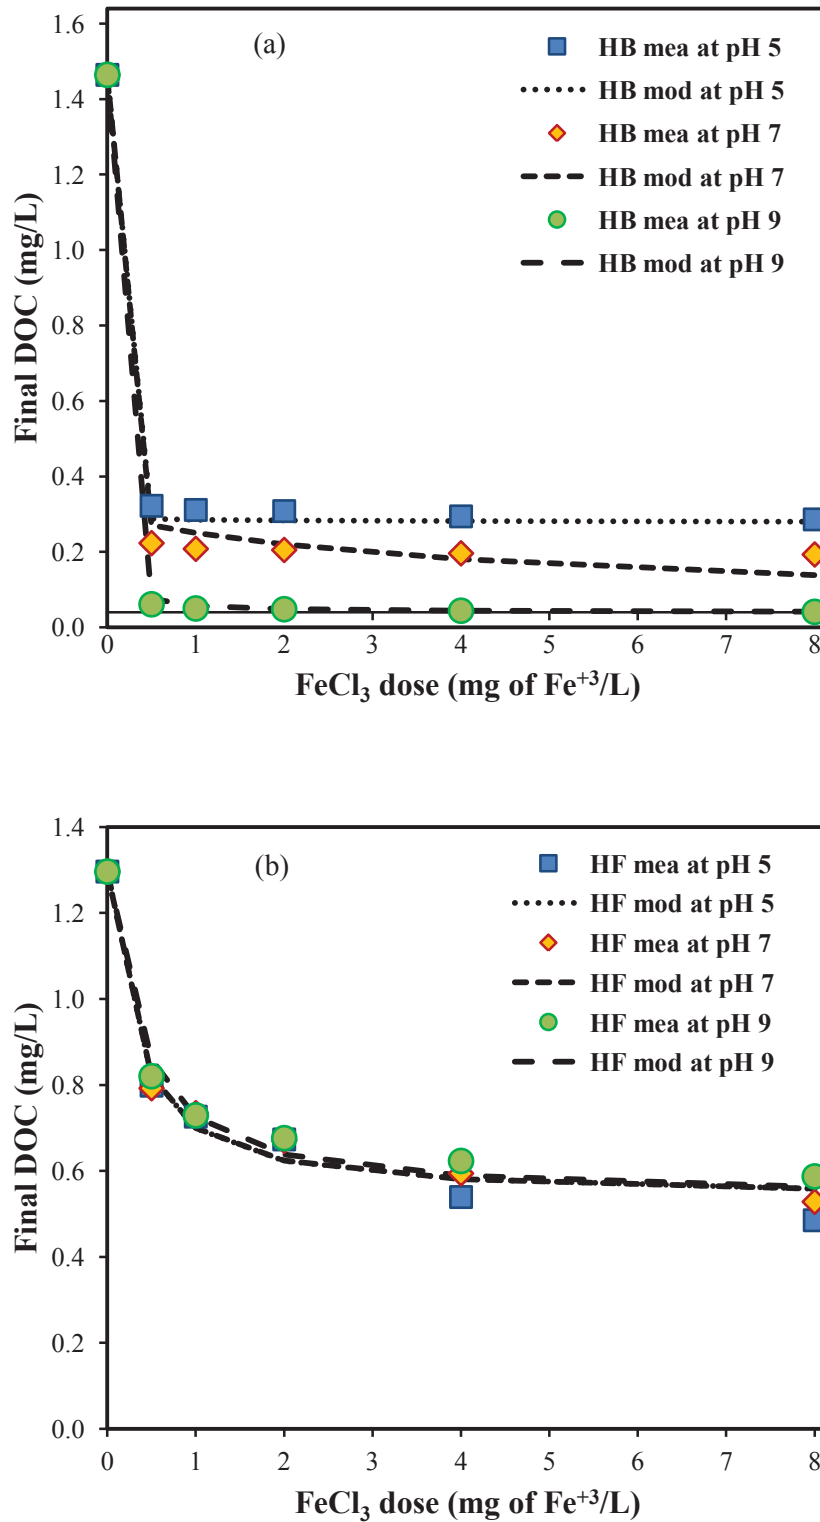 (a)
Final DOC (mg/L)
1.6
1.4
1.2
1.0
0.8
0.6
0.4
0.2
0.0
HB mea at pH 5
HB mod at pH 5
HB mea at pH 7
HB mod at pH 7
HB mea at pH 9
HB mod at pH 9
0 1 2 3 4 5 6 7 8
FeCl₃ dose (mg of Fe⁺³/L)
(b)
Final DOC (mg/L)
1.4
1.2
1.0
0.8
0.6
0.4
0.2
0.0
HF mea at pH 5
HF mod at pH 5
HF mea at pH 7
HF mod at pH 7
HF mea at pH 9
HF mod at pH 9
0 1 2 3 4 5 6 7 8
FeCl₃ dose (mg of Fe⁺³/L)